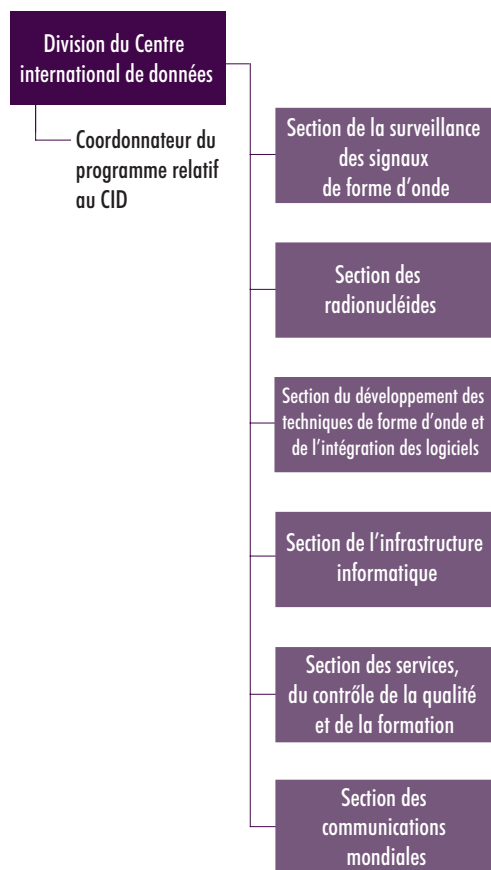 Division du Centre
international de données
Coordonnateur du
programme relatif
au CID
Section de la surveillance
des signaux
de forme d’onde
Section des
radionucléides
Section du développement des
techniques de forme d’onde et
de l’intégration des logiciels
Section de l’infrastructure
informatique
Section des services,
du contrőle de la qualité
et de la formation
Section des
communications
mondiales